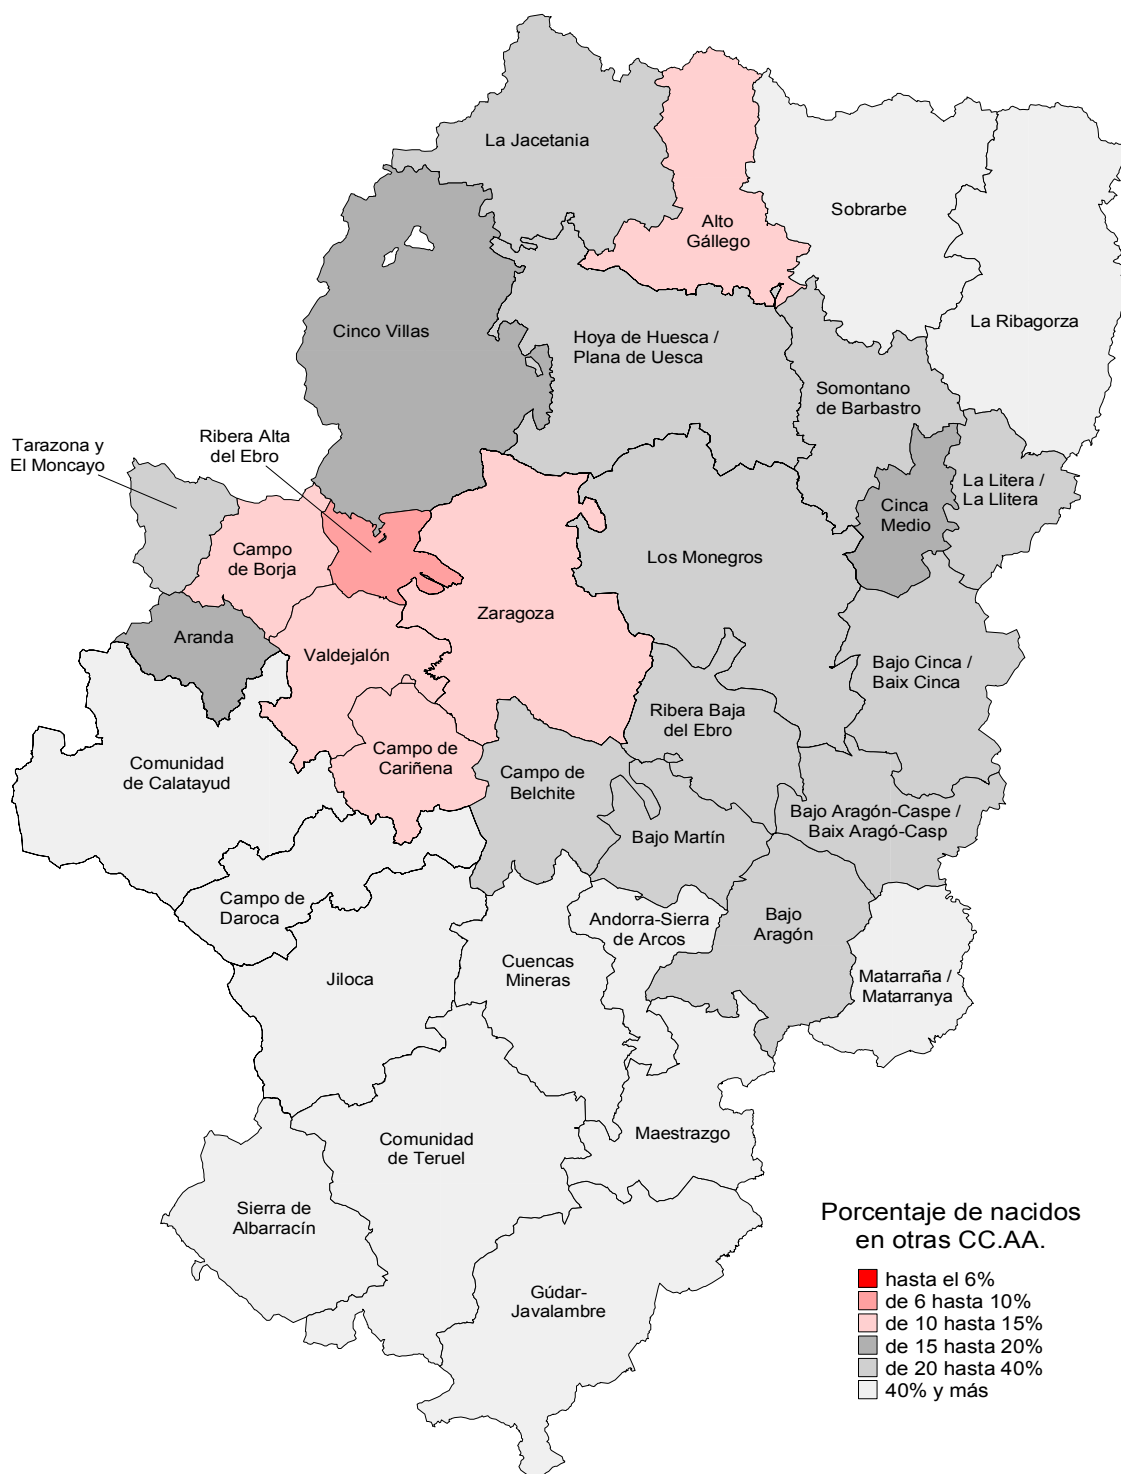 La Jacetania
Alto
Gállego
Sobrarbe
La Ribagorza
Cinco Villas
Hoya de Huesca /
Plana de Uesca
Somontano
de Barbastro
Tarazona y
El Moncayo
Ribera Alta
del Ebro
La Litera /
La Llitera
Cinca
Medio
Campo
de Borja
Los Monegros
Zaragoza
Aranda
Valdejalón
Bajo Cinca /
Baix Cinca
Ribera Baja
del Ebro
Comunidad
de Calatayud
Campo de
Cariñena
Campo de
Belchite
Bajo Aragón-Caspe /
Baix Aragó-Casp
Bajo Martín
Campo de
Daroca
Andorra-Sierra
de Arcos
Bajo
Aragón
Jiloca
Cuencas
Mineras
Matarraña /
Matarranya
Maestrazgo
Comunidad
de Teruel
Sierra de
Albarracín
Gúdar-
Javalambre
Porcentaje de nacidos
en otras CC.AA.
hasta el 6%
de 6 hasta 10%
de 10 hasta 15%
de 15 hasta 20%
de 20 hasta 40%
40% y más